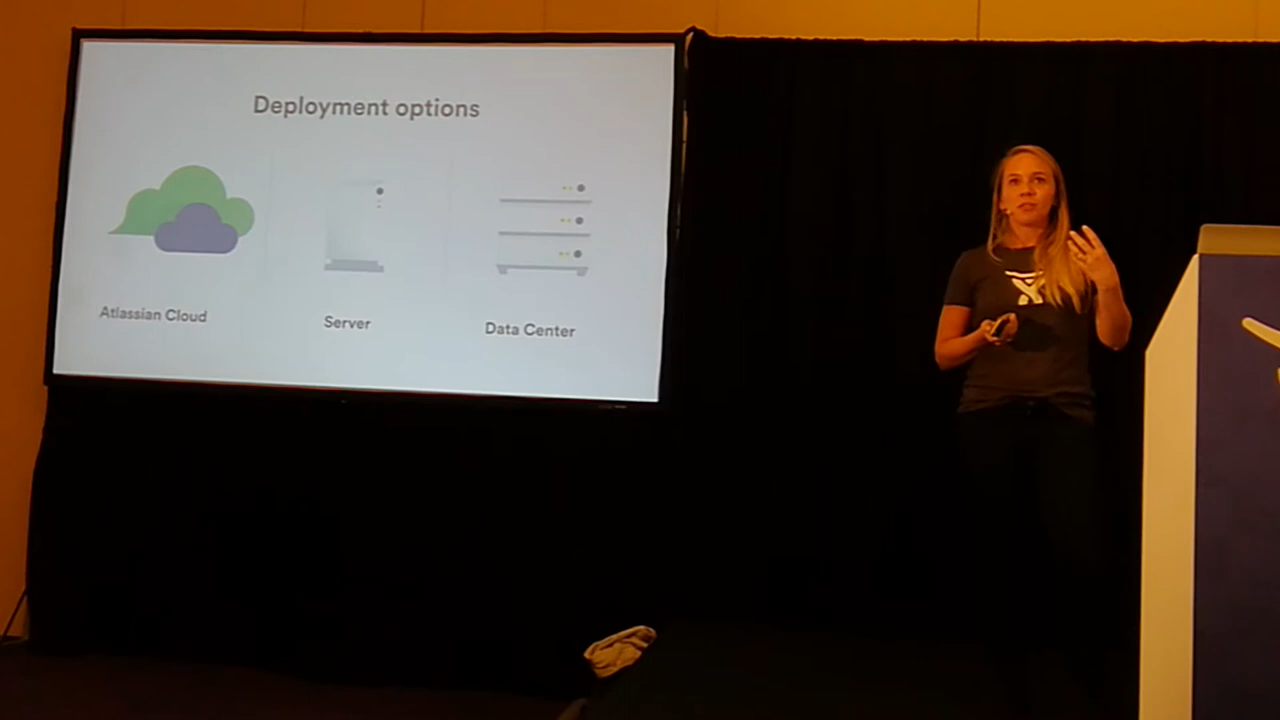 Deployment options
Atlassian Cloud
Server
Data Center